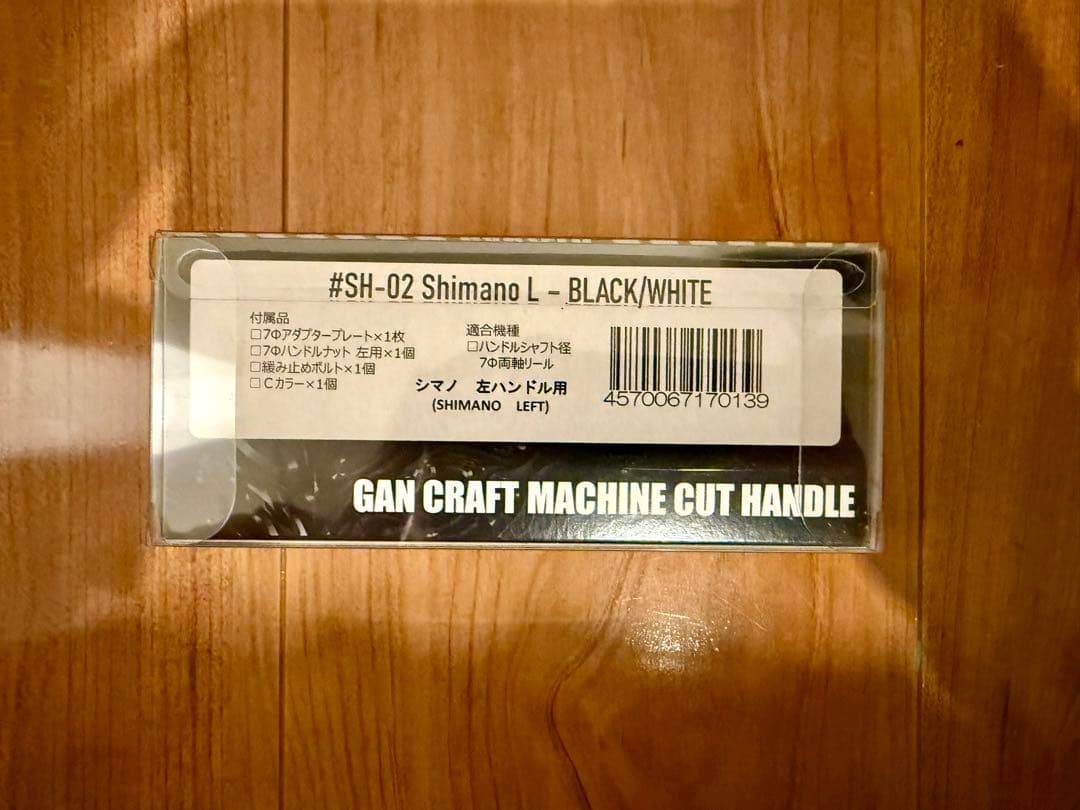 #SH-02 Shimano L - BLACK/WHITE
付属品
□7Φアダプタープレート×1枚
□7Φハンドルナット 左用×1個
□緩み止めボルト×1個
□Cカラー×1個
適合機種
□ハンドルシャフト径
7Φ両軸リール
シマノ 左ハンドル用
(SHIMANO LEFT)
4570067170139
GAN CRAFT MACHINE CUT HANDLE